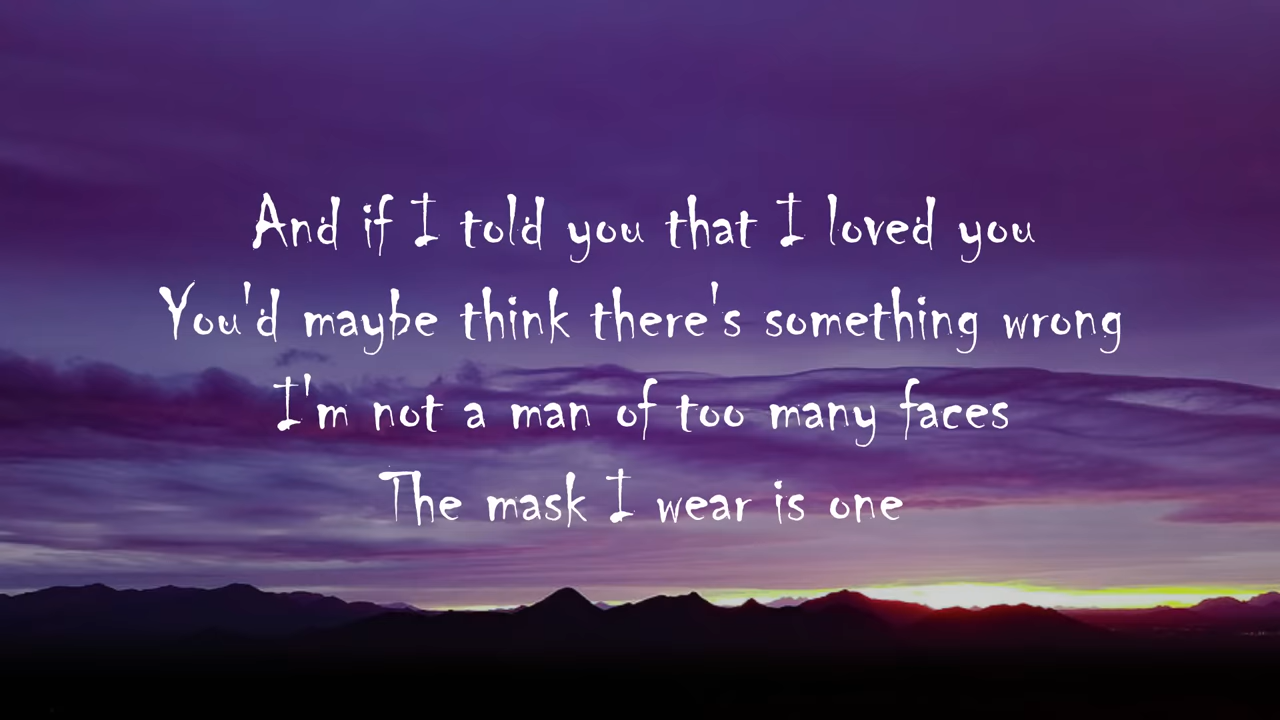 And if I told you that I loved you
You'd maybe think there's something wrong
I'm not a man of too many faces
The mask I wear is one